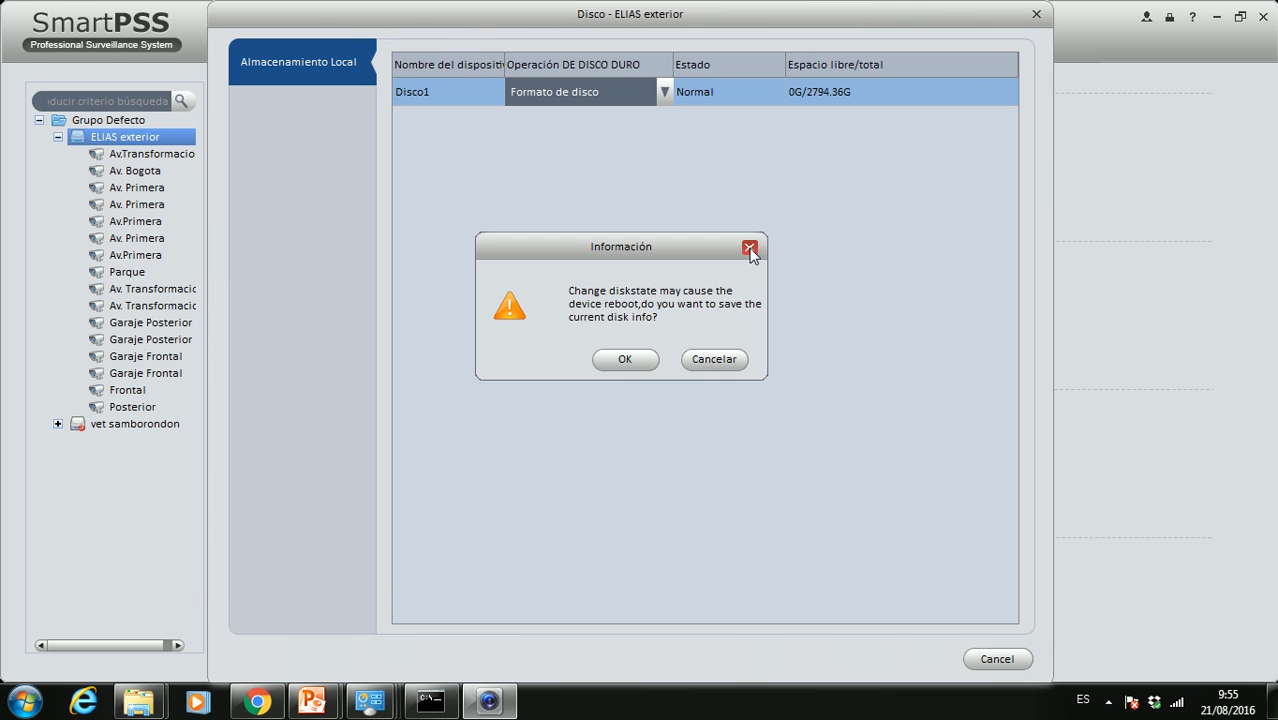 SmartPSS
Professional Surveillance System
Disco - ELIAS exterior
ducir criterio búsqueda
Grupo Defecto
ELIAS exterior
Av.Transformacio
Av. Bogota
Av. Primera
Av. Primera
Av.Primera
Av. Primera
Av.Primera
Parque
Av. Transformacic
Av. Transformacic
Garaje Posterior
Garaje Posterior
Garaje Frontal
Garaje Frontal
Frontal
Posterior
vet samborondon
Almacenamiento Local
Nombre del dispositiv Operación DE DISCO DURO Estado Espacio libre/total
Disco1 Formato de disco Normal 0G/2794.36G
Información
Change diskstate may cause the
device reboot,do you want to save the
current disk info?
OK Cancelar
Cancel
ES
9:55
21/08/2016